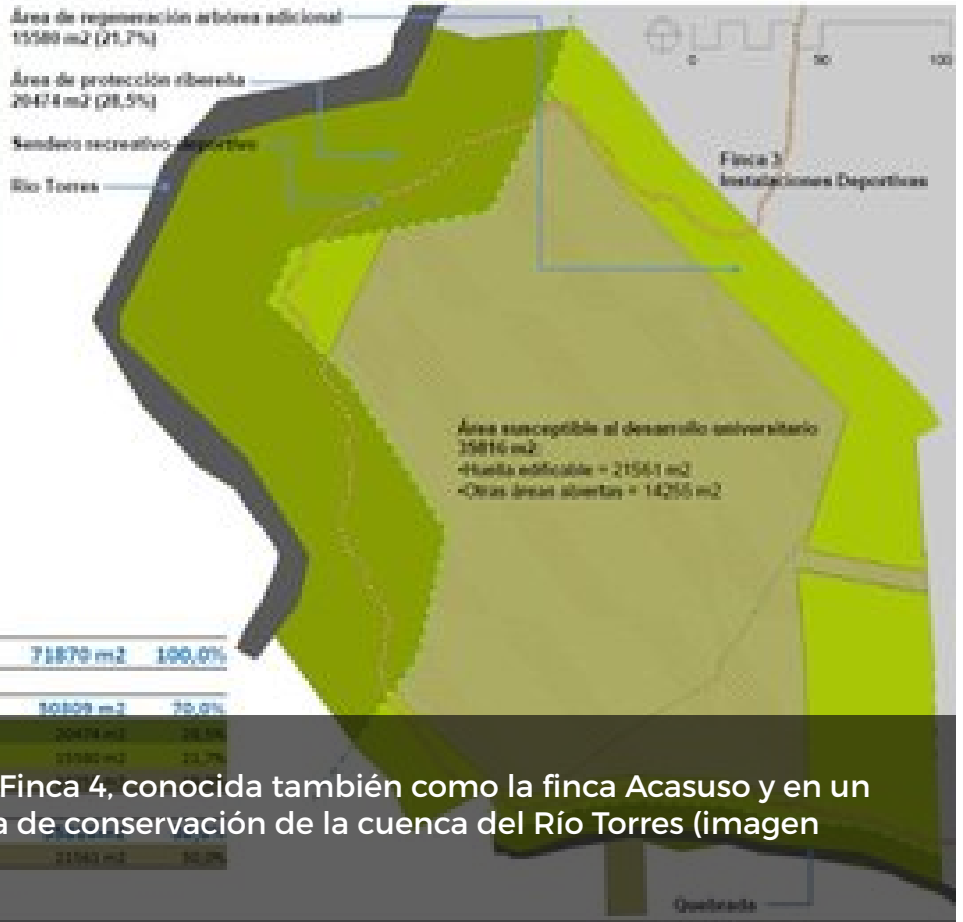 Área de regeneración arbórea adicional
15580 m2 (21,7%)
Área de protección ribereña
20474 m2 (28,5%)
Sendero recreativo deportivo
Río Torres
0 50 100
Finca 3
Instalaciones Deportivas
Área susceptible al desarrollo universitario
35816 m2:
•Huella edificable = 21561 m2
•Otras áreas abiertas = 14255 m2
71870 m2 100,0%
50309 m2 70,0%
20474 m2 28,5%
15580 m2 21,7%
Finca 4, conocida también como la finca Acasuso y en un
a de conservación de la cuenca del Río Torres (imagen
21561 m2 30,0%
Quebrada